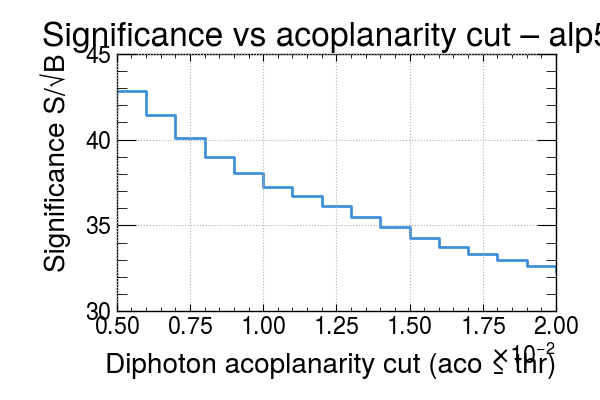 Significance vs acoplanarity cut – alp5
Significance S/√B
45
40
35
30
0.50 0.75 1.00 1.25 1.50 1.75 2.00
×10⁻²
Diphoton acoplanarity cut (aco ≤ thr)